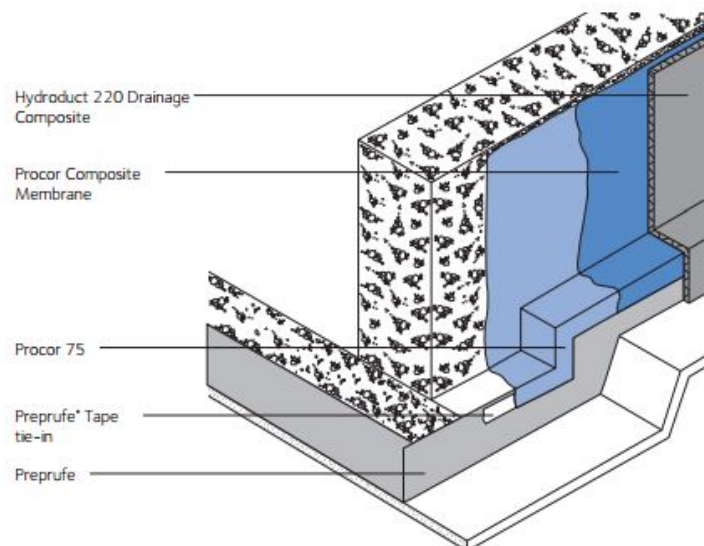 Hydroduct 220 Drainage
Composite
Procor Composite
Membrane
Procor 75
Preprufe® Tape
tie-in
Preprufe